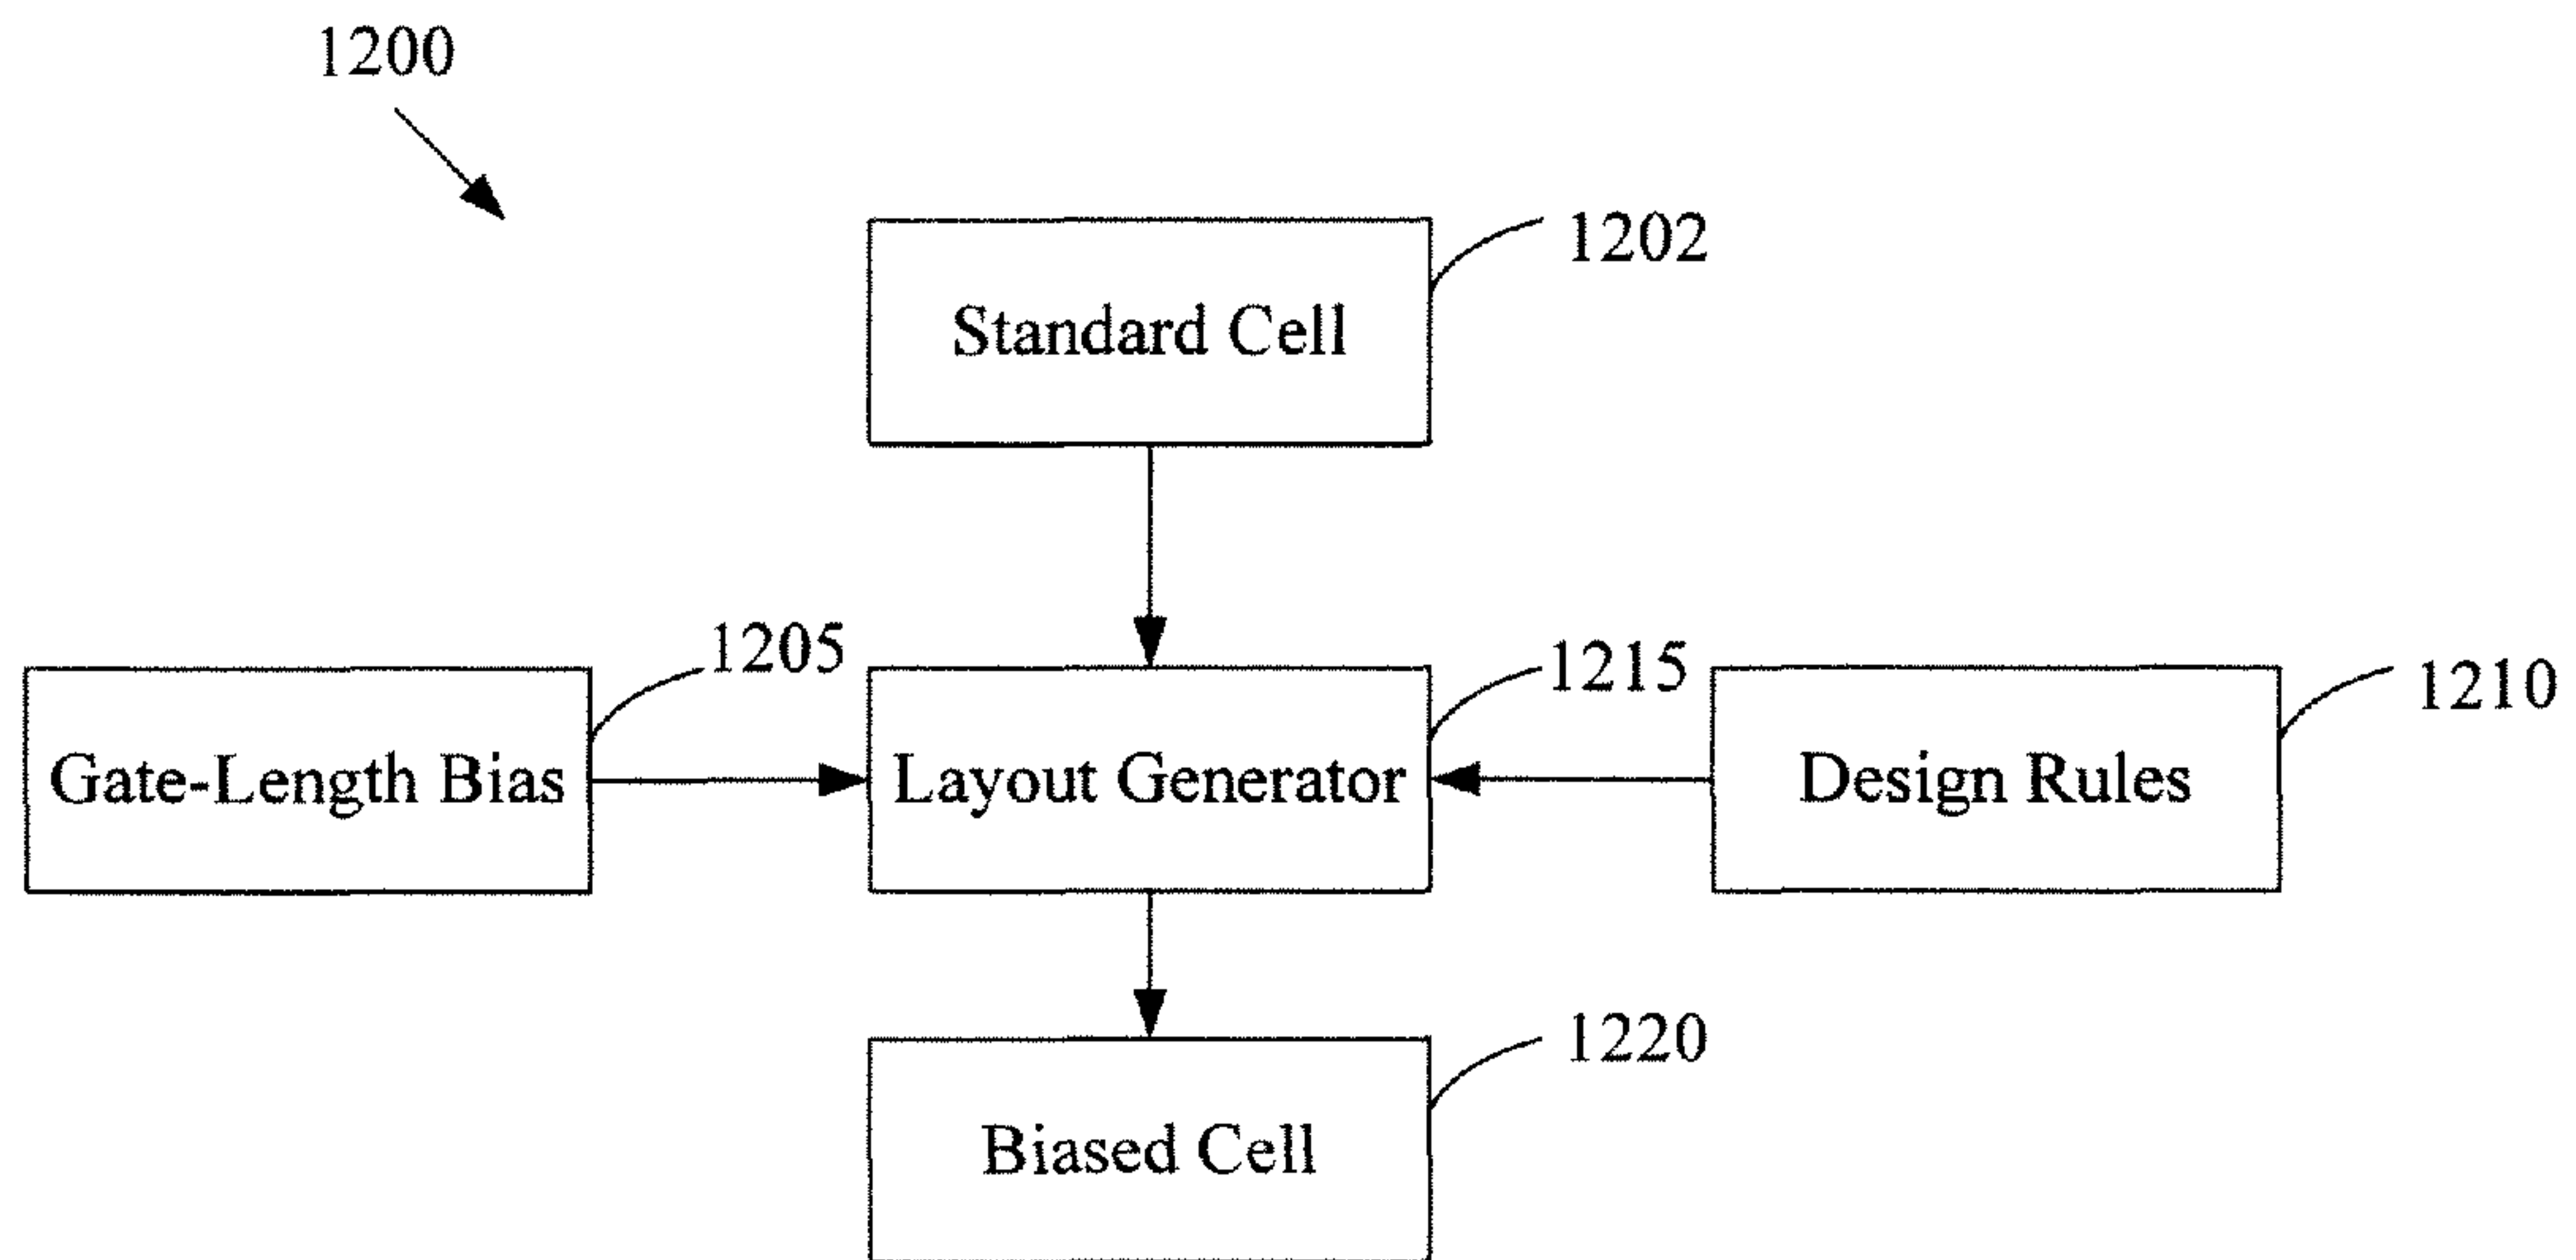 1200
1202
Standard Cell
1205
1215
1210
Gate-Length Bias
Layout Generator
Design Rules
1220
Biased Cell